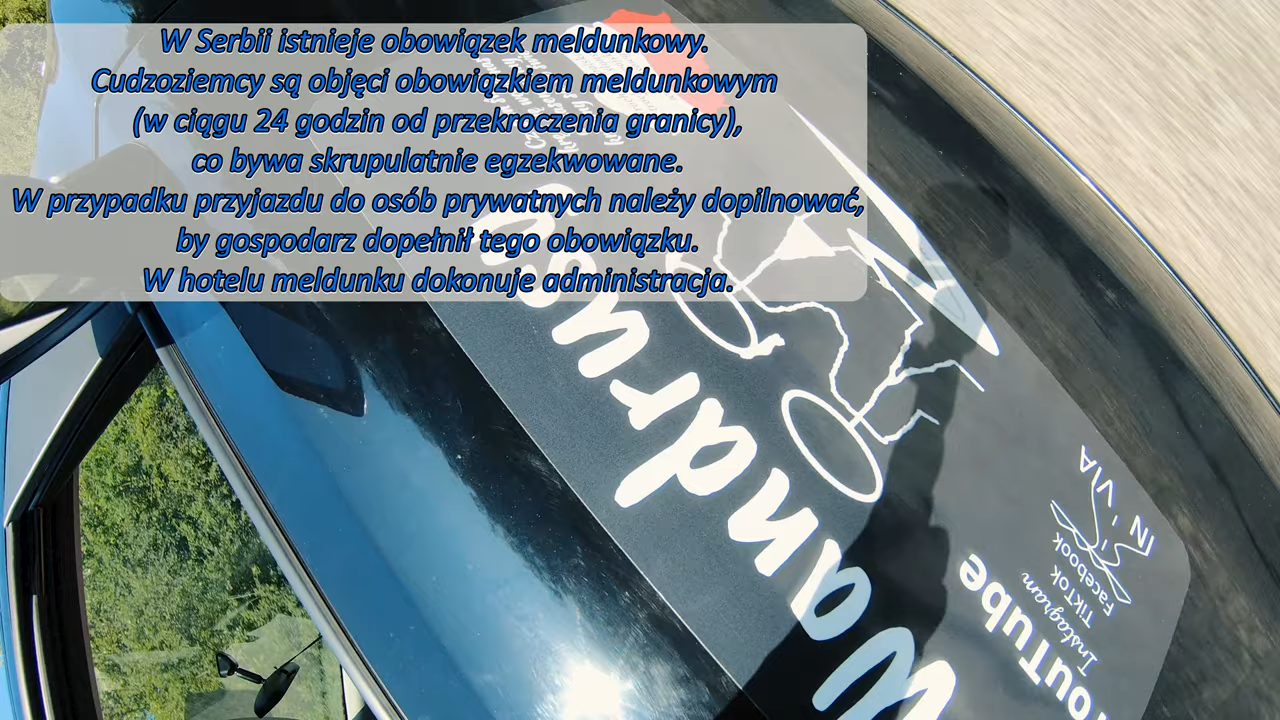 W Serbii istnieje obowiązek meldunkowy.
Cudzoziemcy są objęci obowiązkiem meldunkowym
(w ciągu 24 godzin od przekroczenia granicy),
co bywa skrupulatnie egzekwowane.
W przypadku przyjazdu do osób prywatnych należy dopilnować,
by gospodarz dopełnił tego obowiązku.
W hotelu meldunku dokonuje administracja.
Wandrus
IN VIA
Facebook
TikTok
Instagram
YouTube